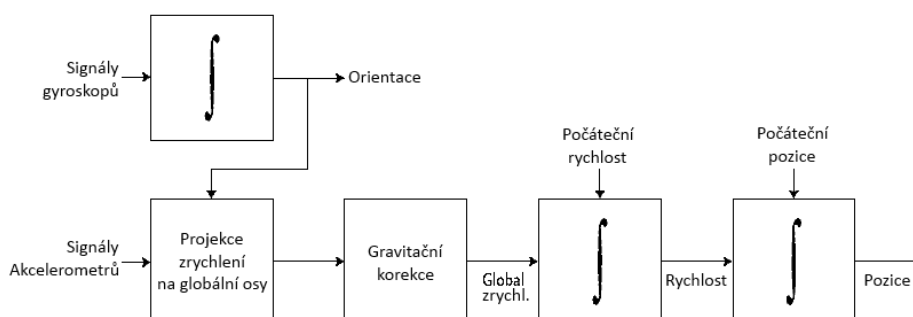 Signály
gyroskopů
Orientace
Počáteční
rychlost
Počáteční
pozice
Signály
Akcelerometrů
Projekce
zrychlení
na globální osy
Gravitační
korekce
Global
zrychl.
Rychlost
Pozice